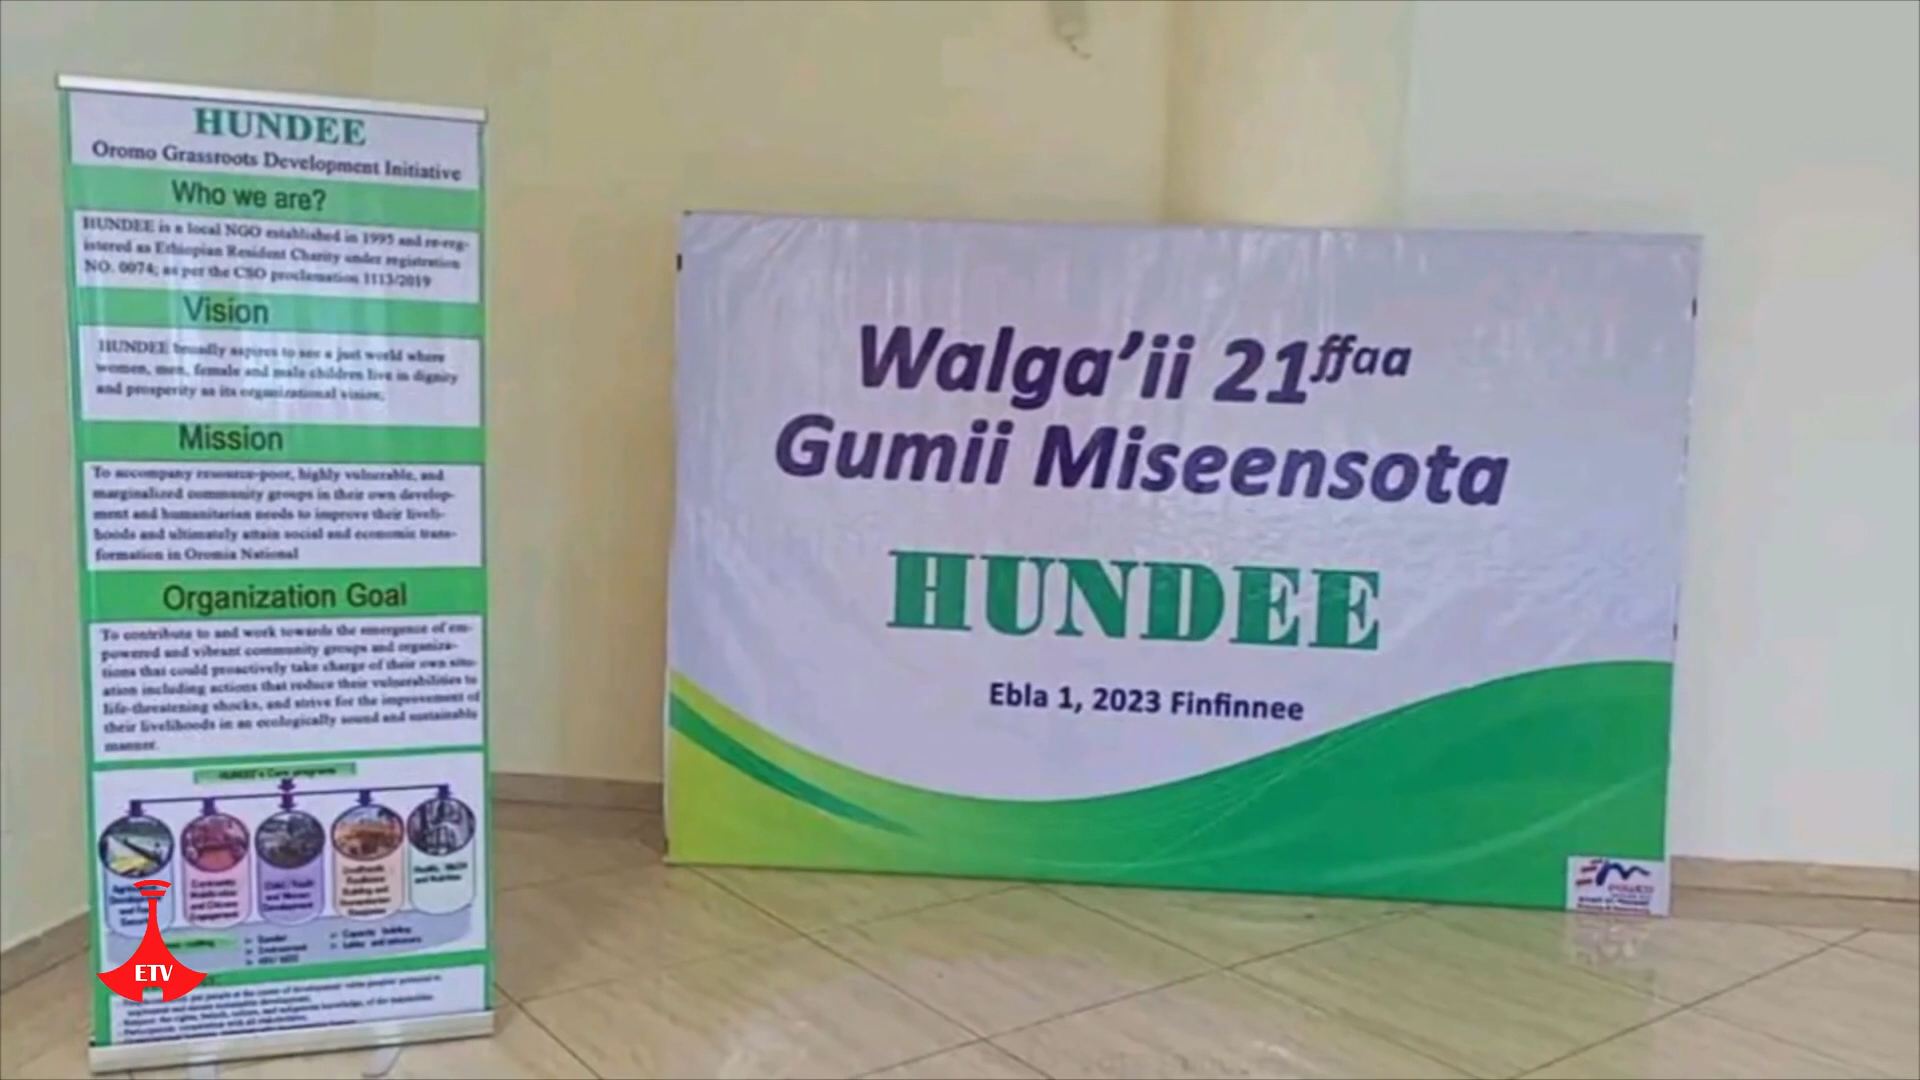 HUNDEE
Oromo Grassroots Development Initiative
Who we are?
HUNDEE is a local NGO established in 1995 and re-reg-
istered as Ethiopian Resident Charity under registration
NO. 0074; as per the CSO proclamation 1113/2019
Vision
HUNDEE broadly aspires to see a just world where
women, men, female and male children live in dignity
and prosperity as its organizational vision.
Mission
To accompany resource-poor, highly vulnerable, and
marginalized community groups in their own develop-
ment and humanitarian needs to improve their liveli-
hoods and ultimately attain social and economic trans-
formation in Oromia National
Organization Goal
To contribute to and work towards the emergence of em-
powered and vibrant community groups and organiza-
tions that could proactively take charge of their own situ-
ation including actions that reduce their vulnerabilities to
life-threatening shocks, and strive for the improvement of
their livelihoods in an ecologically sound and sustainable
manner.
HUNDEE's Core programs
ETV
Walga'ii 21ffaa
Gumii Miseensota
HUNDEE
Ebla 1, 2023 Finfinnee